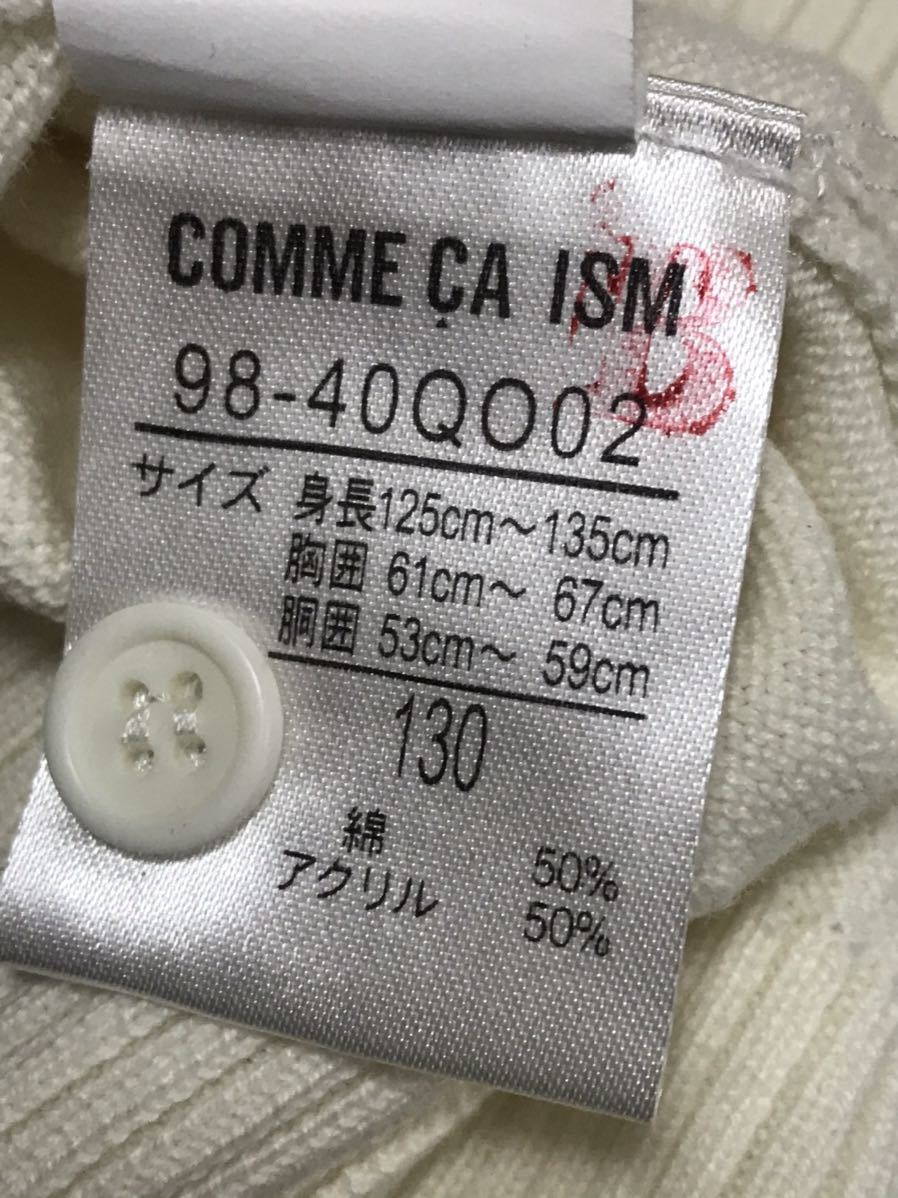 COMME ÇA ISM
98-40QO02
サイズ 身長125cm～135cm
胸囲 61cm～ 67cm
胴囲 53cm～ 59cm
130
綿 50%
アクリル 50%